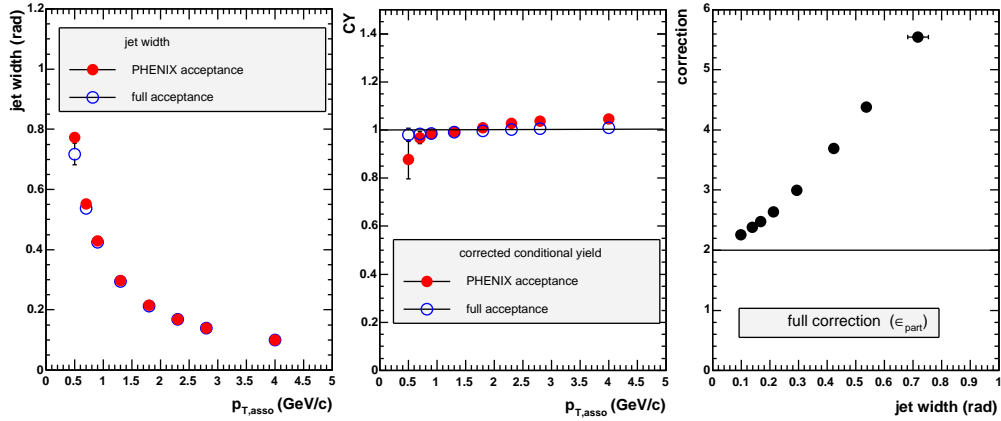 jet width (rad)
1.2
1
0.8
0.6
0.4
0.2
0
jet width
PHENIX acceptance
full acceptance
0 0.5 1 1.5 2 2.5 3 3.5 4 4.5 5
p_T,asso (GeV/c)
CY
1.4
1.2
1
0.8
0.6
0.4
0.2
0
corrected conditional yield
PHENIX acceptance
full acceptance
0 0.5 1 1.5 2 2.5 3 3.5 4 4.5 5
p_T,asso (GeV/c)
correction
6
5
4
3
2
1
0
full correction (ϵ_part)
0 0.1 0.2 0.3 0.4 0.5 0.6 0.7 0.8 0.9 1
jet width (rad)